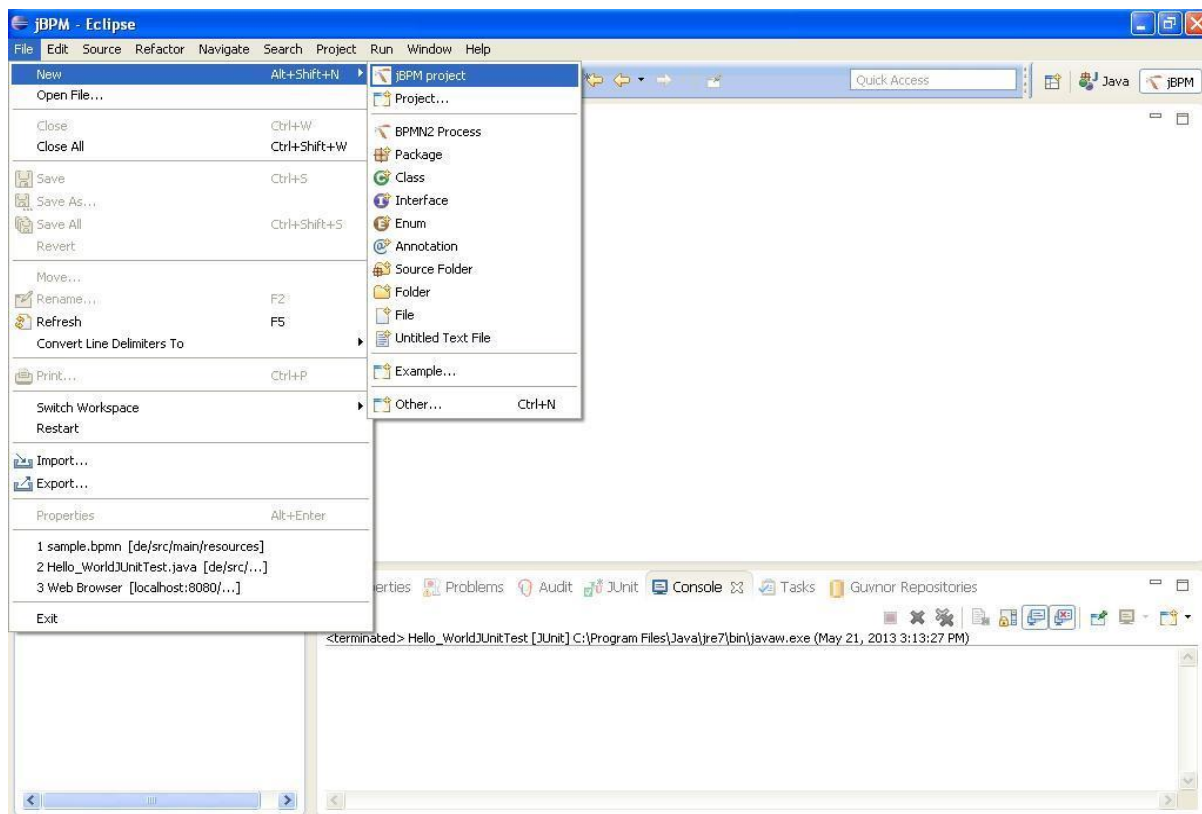 jBPM - Eclipse
File Edit Source Refactor Navigate Search Project Run Window Help
New Alt+Shift+N
Open File...
Close Ctrl+W
Close All Ctrl+Shift+W
Save Ctrl+S
Save As...
Save All Ctrl+Shift+S
Revert
Move...
Rename... F2
Refresh F5
Convert Line Delimiters To
Print... Ctrl+P
Switch Workspace
Restart
Import...
Export...
Properties Alt+Enter
1 sample.bpmn [de/src/main/resources]
2 Hello_WorldJUnitTest.java [de/src/...]
3 Web Browser [localhost:8080/...]
Exit
jBPM project
Project...
BPMN2 Process
Package
Class
Interface
Enum
Annotation
Source Folder
Folder
File
Untitled Text File
Example...
Other... Ctrl+N
Quick Access
Java jBPM
erties Problems Audit JUnit Console Tasks Guvnor Repositories
<terminated> Hello_WorldJUnitTest [JUnit] C:\Program Files\Java\jre7\bin\javaw.exe (May 21, 2013 3:13:27 PM)